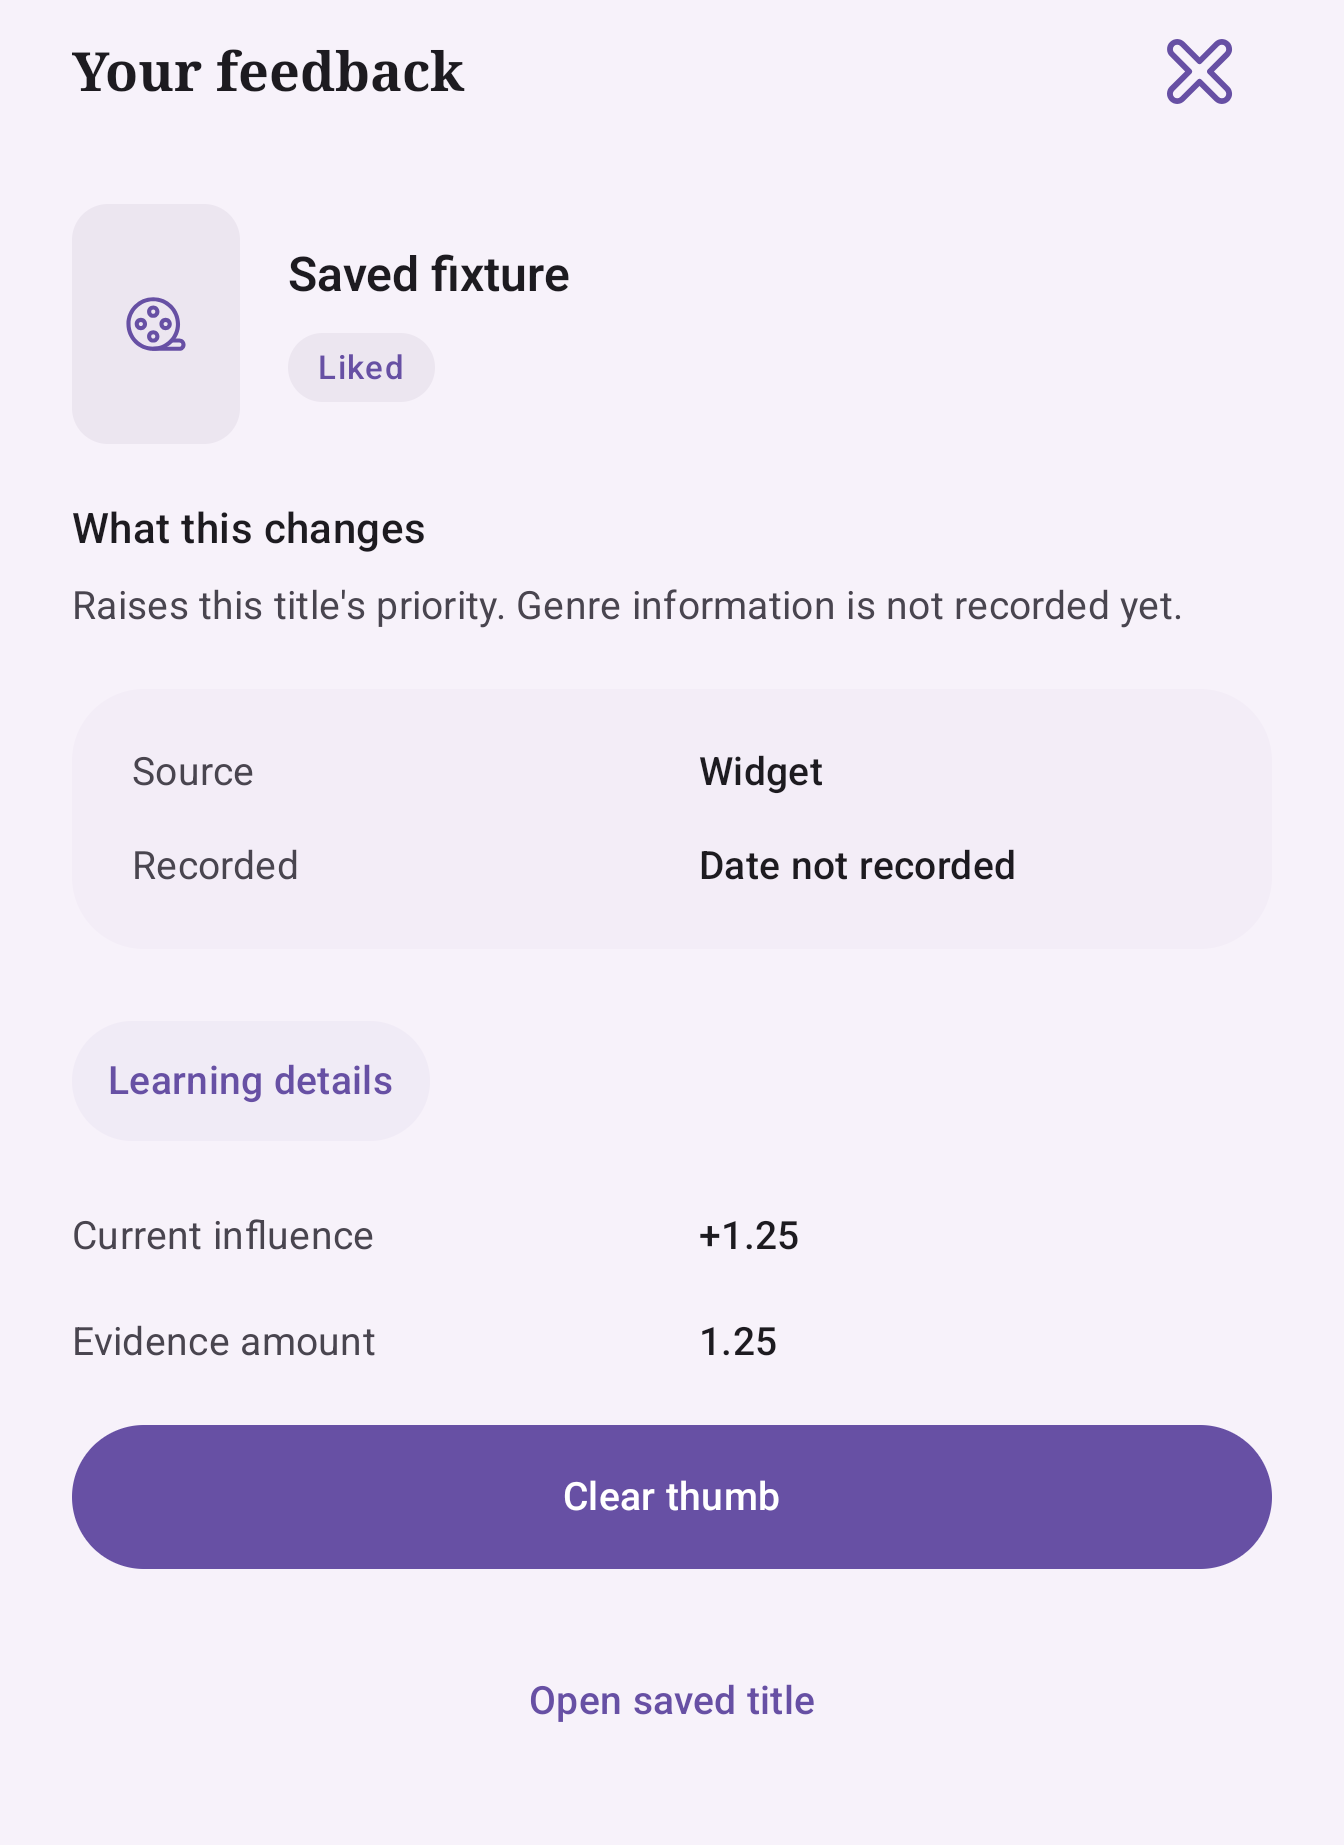 Your feedback
Saved fixture
Liked
What this changes
Raises this title's priority. Genre information is not recorded yet.
Source Widget
Recorded Date not recorded
Learning details
Current influence +1.25
Evidence amount 1.25
Clear thumb
Open saved title